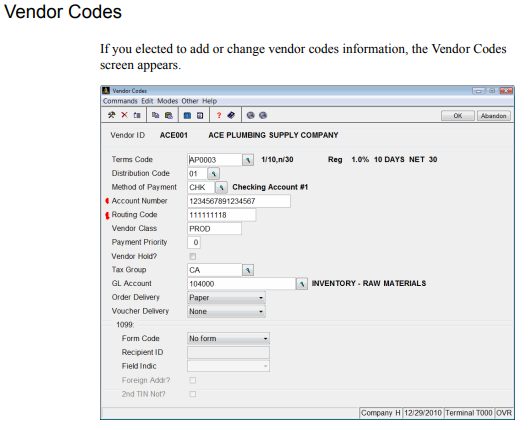 Vendor Codes
If you elected to add or change vendor codes information, the Vendor Codes
screen appears.
Vendor Codes
Commands Edit Modes Other Help
OK Abandon
Vendor ID ACE001 ACE PLUMBING SUPPLY COMPANY
Terms Code AP0003 1/10,n/30 Reg 1.0% 10 DAYS NET 30
Distribution Code 01
Method of Payment CHK Checking Account #1
Account Number 1234567891234567
Routing Code 111111118
Vendor Class PROD
Payment Priority 0
Vendor Hold?
Tax Group CA
GL Account 104000 INVENTORY - RAW MATERIALS
Order Delivery Paper
Voucher Delivery None
1099:
Form Code No form
Recipient ID
Field Indic
Foreign Addr?
2nd TIN Not?
Company H 12/29/2010 Terminal T000 OVR